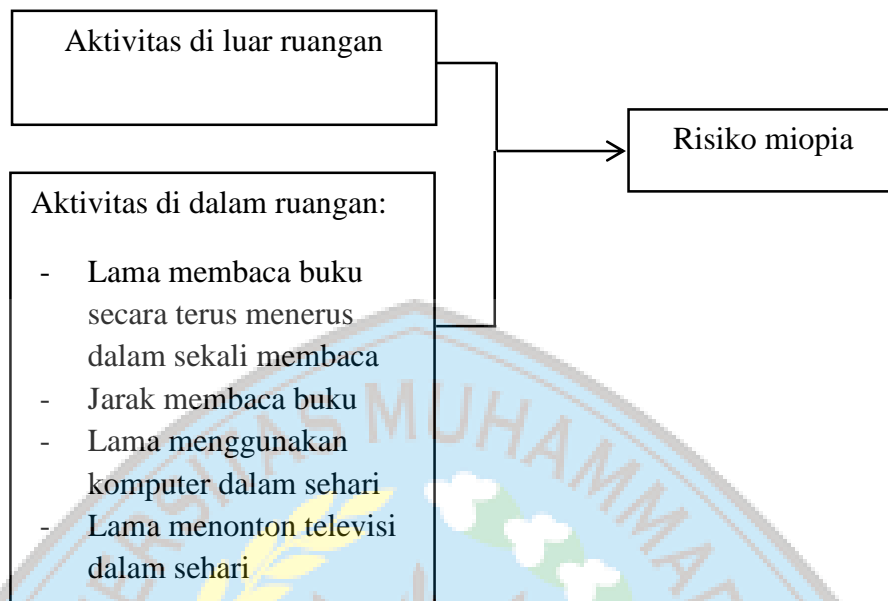 Aktivitas di luar ruangan
Risiko miopia
Aktivitas di dalam ruangan:
- Lama membaca buku
secara terus menerus
dalam sekali membaca
- Jarak membaca buku
- Lama menggunakan
komputer dalam sehari
- Lama menonton televisi
dalam sehari